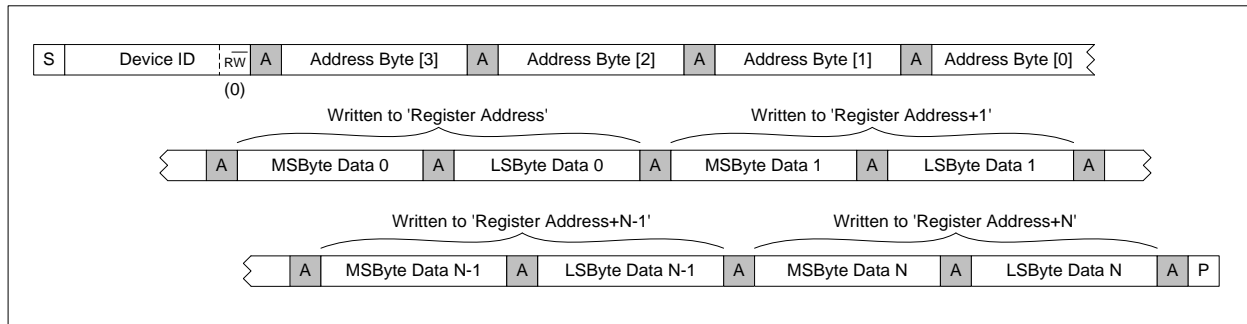 S Device ID RW A Address Byte [3] A Address Byte [2] A Address Byte [1] A Address Byte [0]
(0)
Written to 'Register Address' Written to 'Register Address+1'
A MSByte Data 0 A LSByte Data 0 A MSByte Data 1 A LSByte Data 1 A
Written to 'Register Address+N-1' Written to 'Register Address+N'
A MSByte Data N-1 A LSByte Data N-1 A MSByte Data N A LSByte Data N A P